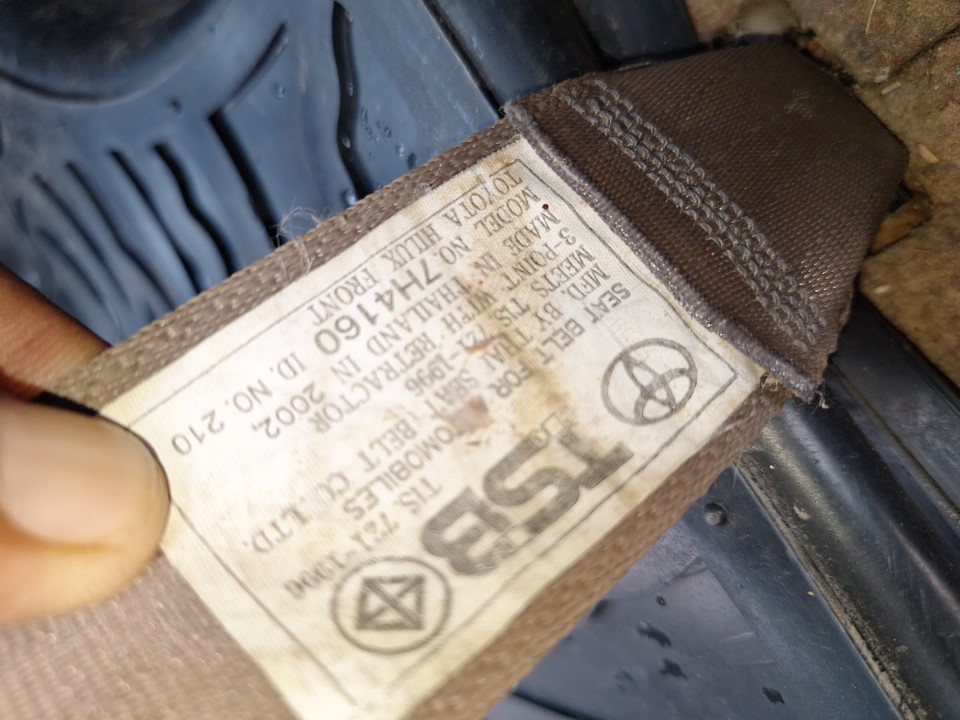 TSB
TIS 721-1996
SEAT BELT FOR AUTOMOBILES
MFD. BY THAI SEAT BELT CO., LTD.
MEETS TIS 721-1996
3-POINT WITH RETRACTOR
MADE IN THAILAND IN 2002.
MODEL NO. 7H4160 ID. NO. 210
TOYOTA HILUX FRONT